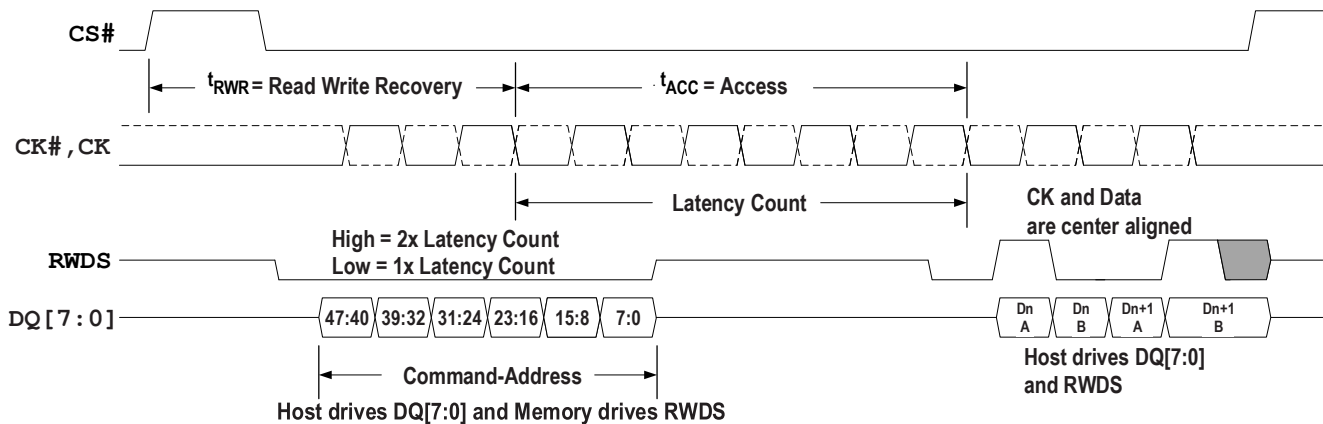 CS#
tRWR = Read Write Recovery
tACC = Access
CK#,CK
Latency Count
CK and Data
are center aligned
High = 2x Latency Count
Low = 1x Latency Count
RWDS
DQ[7:0]
47:40 39:32 31:24 23:16 15:8 7:0
Dn Dn Dn+1 Dn+1
A B A B
Command-Address
Host drives DQ[7:0]
and RWDS
Host drives DQ[7:0] and Memory drives RWDS